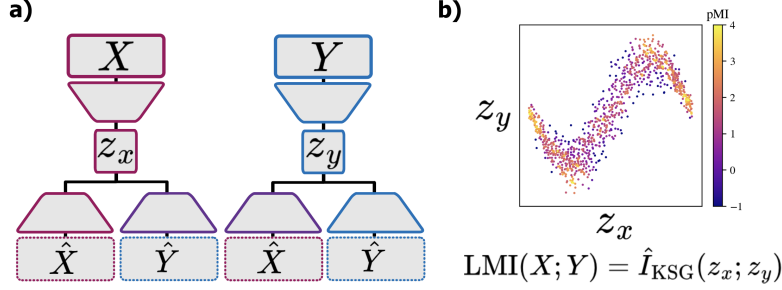 a)
X
Y
z_x
z_y
X̂
Ŷ
X̂
Ŷ
b)
pMI
4
3
2
1
0
−1
z_y
z_x
LMI(X; Y) = Î_KSG(z_x; z_y)